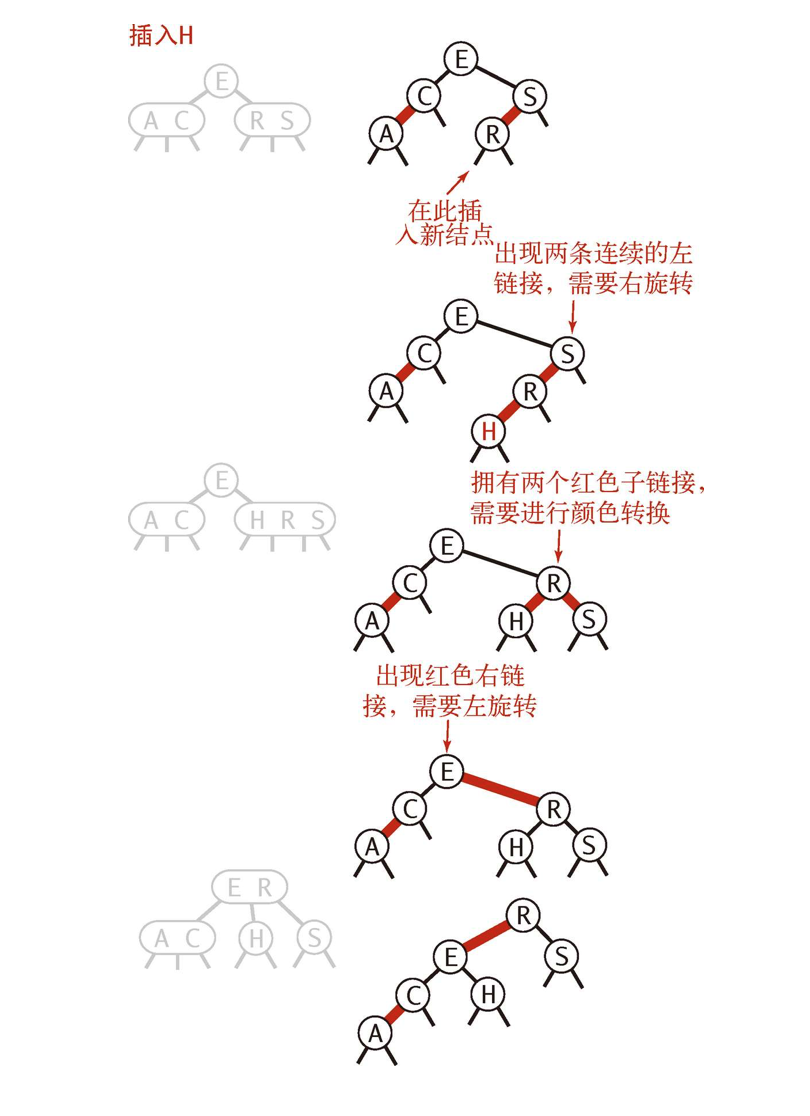 插入H
E
E
A C R S
C S
A R
在此插
入新结点
出现两条连续的左
链接，需要右旋转
E
C S
A R
H
拥有两个红色子链接，
需要进行颜色转换
E
A C H R S
E
C R
A H S
出现红色右链
接，需要左旋转
E
C R
A H S
E R
A C H S
R
E S
C H
A